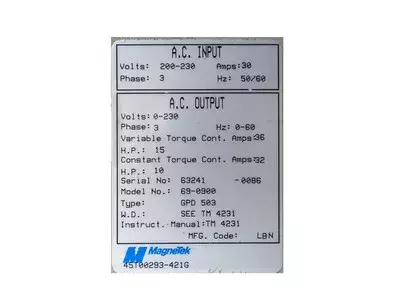 A.C. INPUT
Volts: 200-230 Amps:30
Phase: 3 Hz: 50/60
A.C. OUTPUT
Volts:0-230
Phase:3 Hz: 0-60
Variable Torque Cont. Amps:36
H.P.: 15
Constant Torque Cont. Amps:32
H.P.: 10
Serial No: 63241 -0086
Model No.: 69-0900
Type: GPD 503
W.D.: SEE TM 4231
Instruct. Manual:TM 4231
MFG. Code: LBN
MagneTek
45T00293-421G